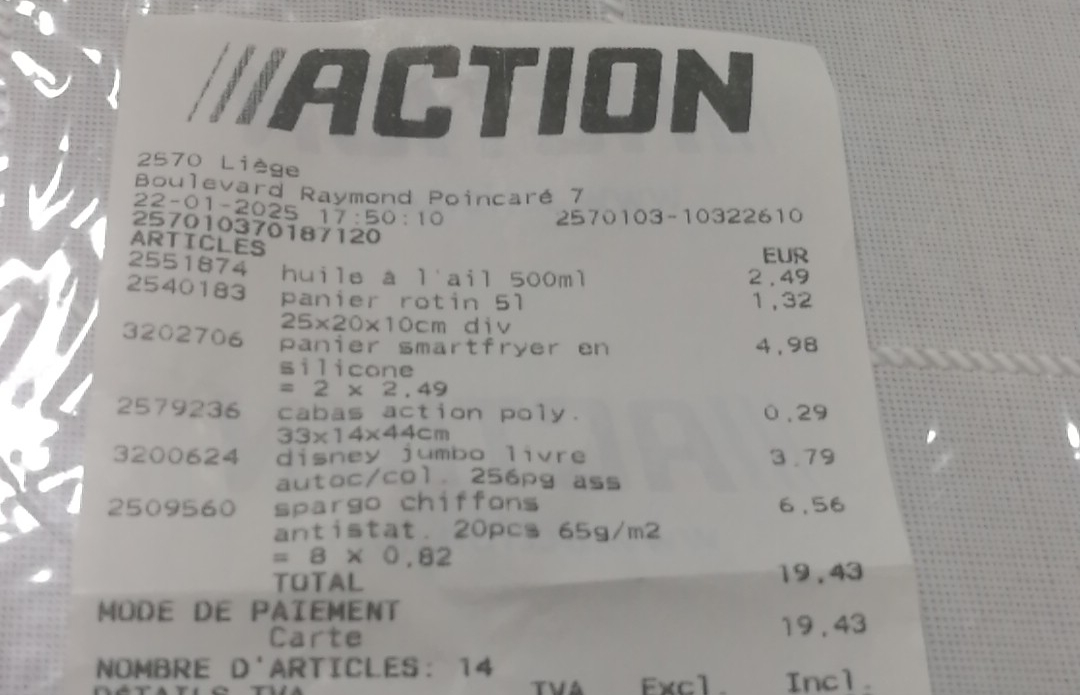 ///ACTION
2570 Liège
Boulevard Raymond Poincaré 7
22-01-2025 17:50:10 2570103-10322610
257010370187120
ARTICLES EUR
2551874 huile à l'ail 500ml 2.49
2540183 panier rotin 5l 1.32
25x20x10cm div
3202706 panier smartfryer en 4.98
silicone
= 2 x 2.49
2579236 cabas action poly. 0.29
33x14x44cm
3200624 disney jumbo livre 3.79
autoc/col. 256pg ass
2509560 spargo chiffons 6.56
antistat. 20pcs 65g/m2
= 8 x 0.82
TOTAL 19.43
MODE DE PAIEMENT
Carte 19.43
NOMBRE D'ARTICLES: 14
DÉTAILS TVA TVA Excl. Incl.